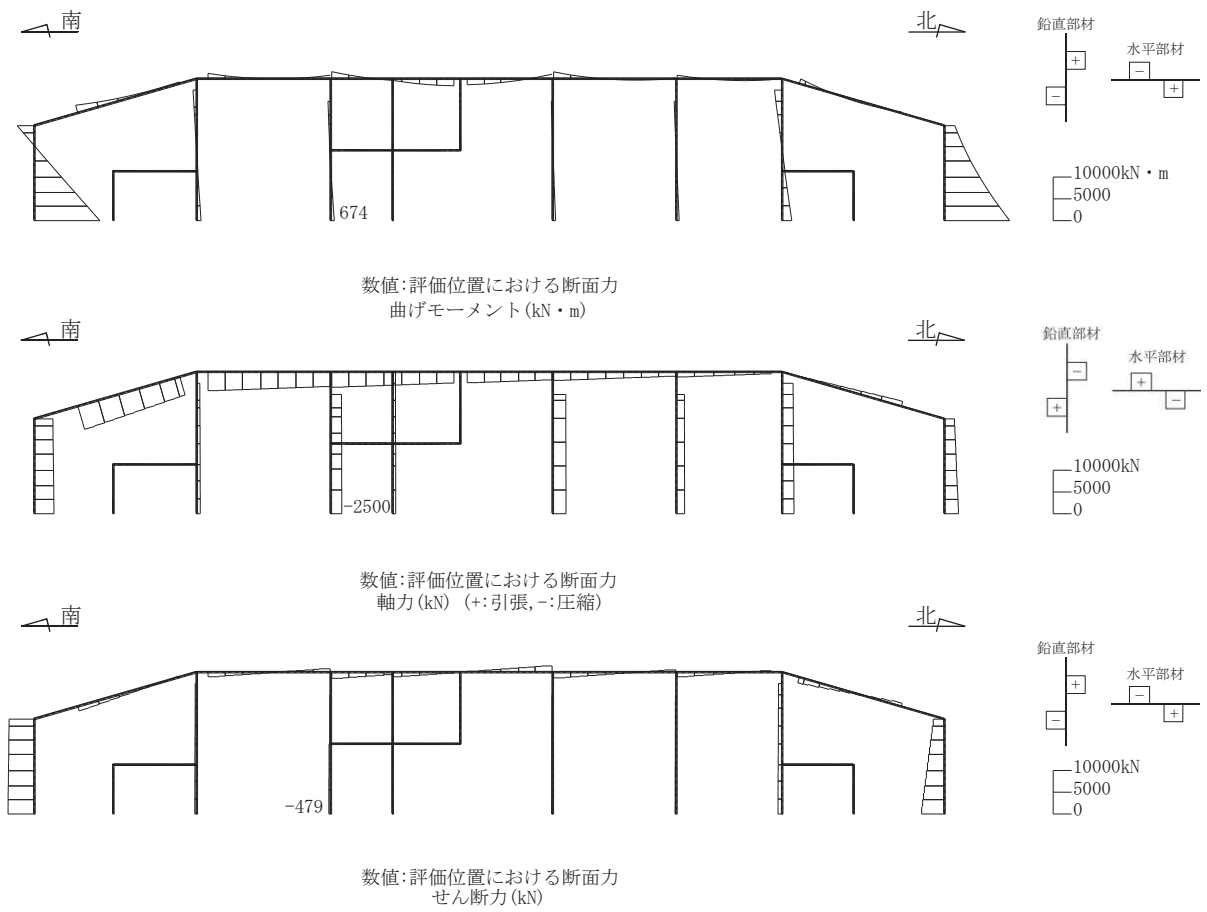 南
北
鉛直部材
+
−
水平部材
−
+
10000kN・m
5000
0
674
数値:評価位置における断面力
曲げモーメント(kN・m)
南
北
鉛直部材
−
+
水平部材
+
−
10000kN
5000
0
-2500
数値:評価位置における断面力
軸力(kN) (+:引張,-:圧縮)
南
北
鉛直部材
+
−
水平部材
−
+
10000kN
5000
0
-479
数値:評価位置における断面力
せん断力(kN)